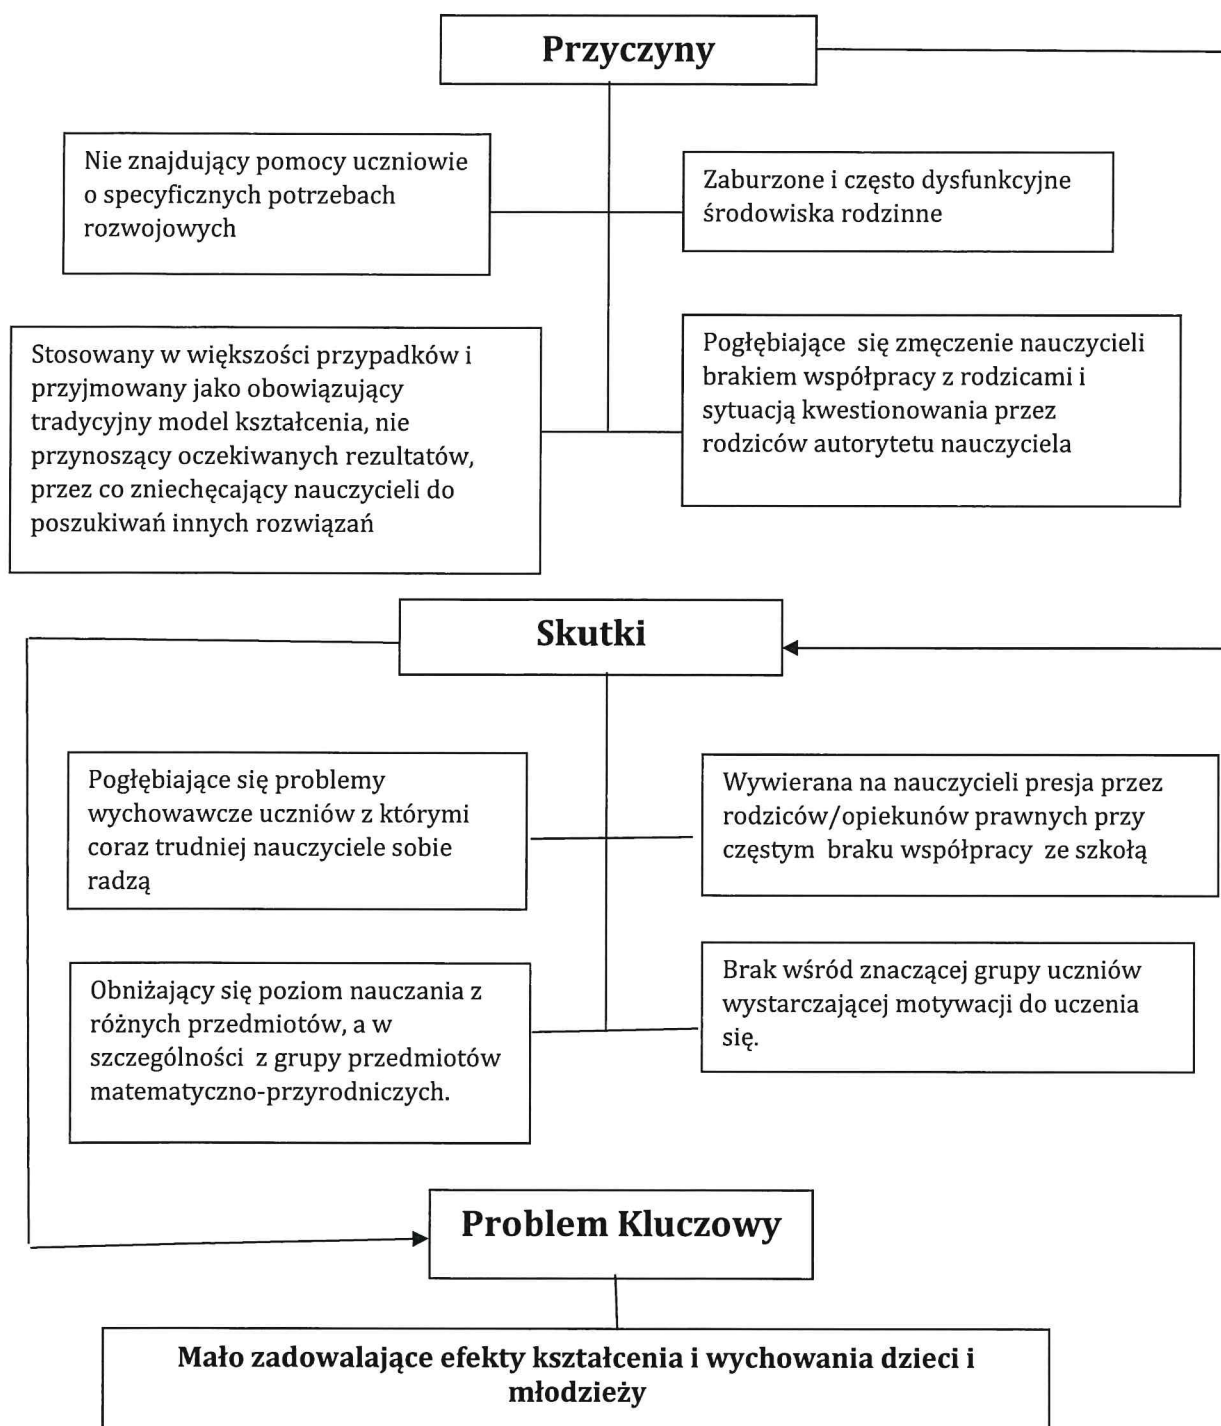 Przyczyny
Nie znajdujący pomocy uczniowie
o specyficznych potrzebach
rozwojowych
Zaburzone i często dysfunkcyjne
środowiska rodzinne
Stosowany w większości przypadków i
przyjmowany jako obowiązujący
tradycyjny model kształcenia, nie
przynoszący oczekiwanych rezultatów,
przez co zniechęcający nauczycieli do
poszukiwań innych rozwiązań
Pogłębiające się zmęczenie nauczycieli
brakiem współpracy z rodzicami i
sytuacją kwestionowania przez
rodziców autorytetu nauczyciela
Skutki
Pogłębiające się problemy
wychowawcze uczniów z którymi
coraz trudniej nauczyciele sobie
radzą
Wywierana na nauczycieli presja przez
rodziców/opiekunów prawnych przy
częstym braku współpracy ze szkołą
Obniżający się poziom nauczania z
różnych przedmiotów, a w
szczególności z grupy przedmiotów
matematyczno-przyrodniczych.
Brak wśród znaczącej grupy uczniów
wystarczającej motywacji do uczenia
się.
Problem Kluczowy
Mało zadowalające efekty kształcenia i wychowania dzieci i
młodzieży